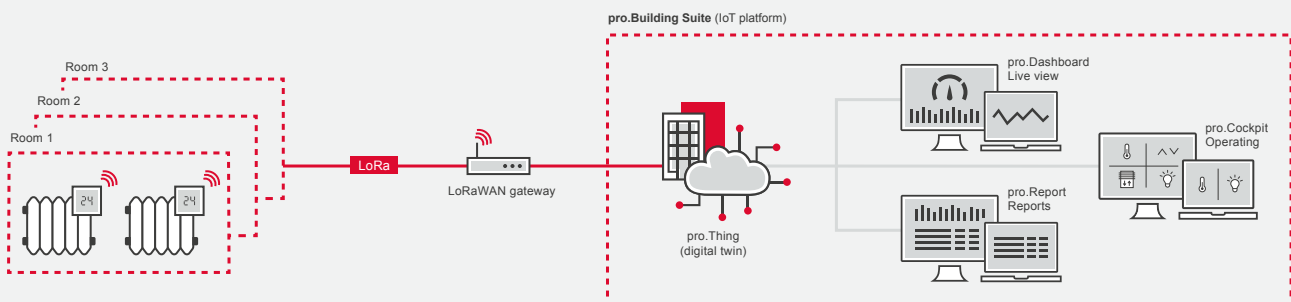 pro.Building Suite (IoT platform)
Room 3
Room 2
Room 1
24
24
LoRa
LoRaWAN gateway
pro.Thing
(digital twin)
pro.Dashboard
Live view
pro.Report
Reports
pro.Cockpit
Operating